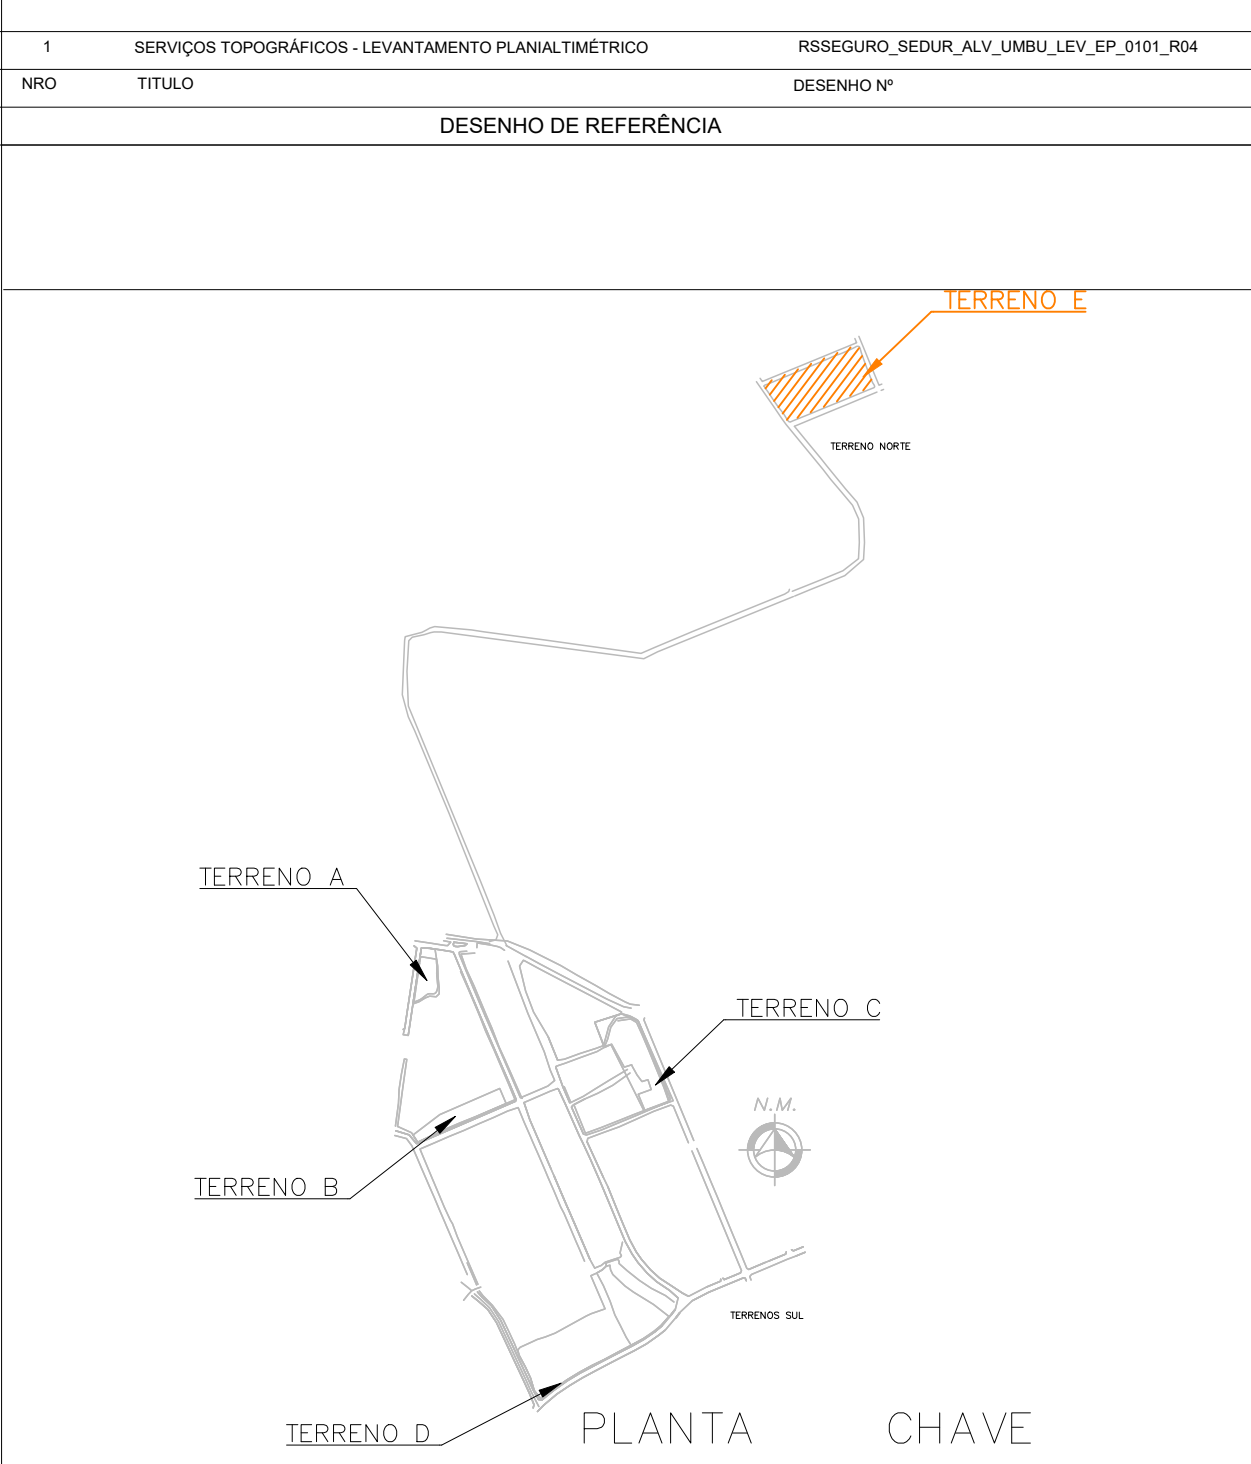 1 SERVIÇOS TOPOGRÁFICOS - LEVANTAMENTO PLANIALTIMÉTRICO RSSEGURO_SEDUR_ALV_UMBU_LEV_EP_0101_R04
NRO TITULO DESENHO Nº
DESENHO DE REFERÊNCIA
TERRENO E
TERRENO NORTE
TERRENO A
TERRENO C
N.M.
TERRENO B
TERRENOS SUL
TERRENO D
PLANTA CHAVE